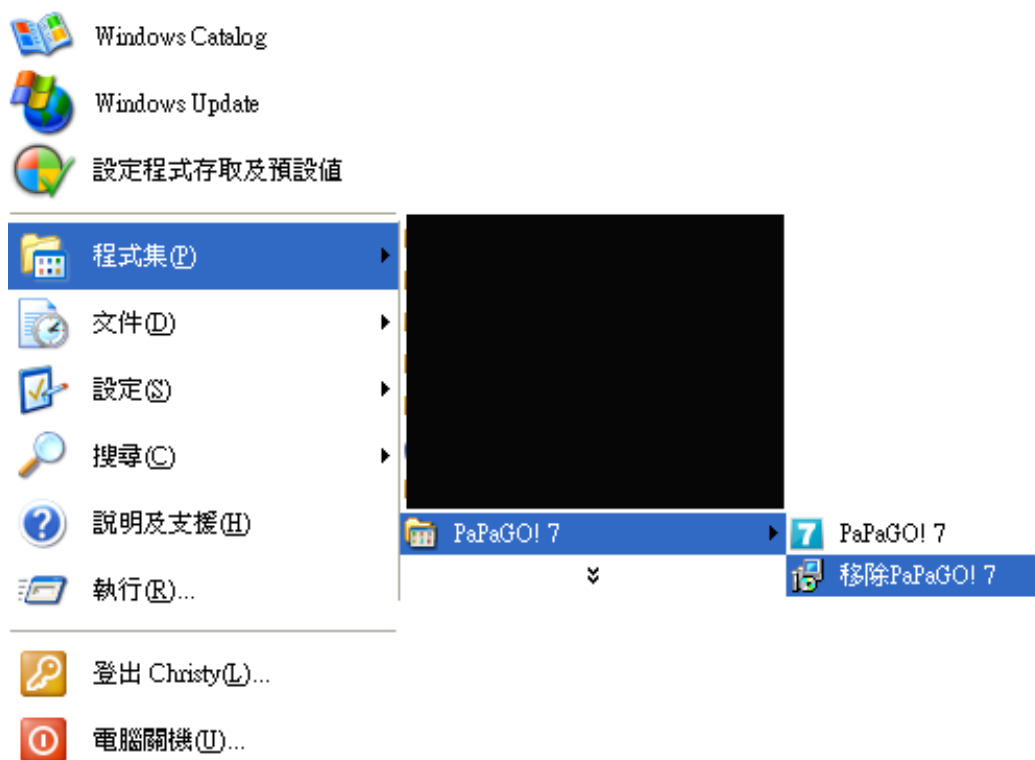 Windows Catalog
Windows Update
設定程式存取及預設值
程式集(P)
文件(D)
設定(S)
搜尋(C)
說明及支援(H)
執行(R)...
登出 Christy(L)...
電腦關機(U)...
PaPaGO! 7
7 PaPaGO! 7
移除PaPaGO! 7